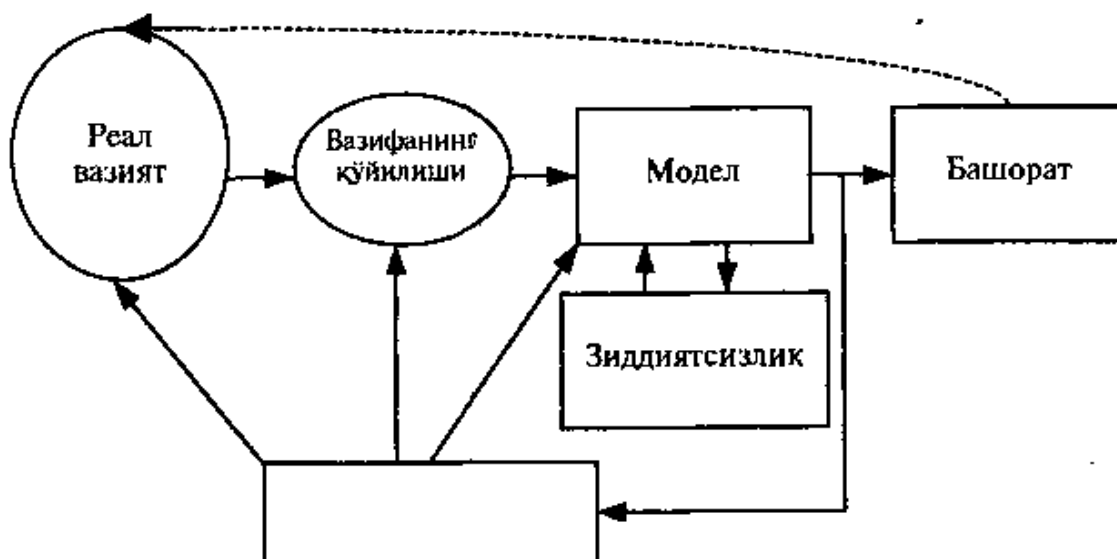 Реал
вазият
Вазифанинг
қўйилиши
Модел
Башорат
Зиддиятсизлик